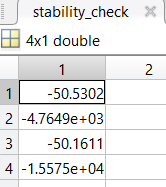 stability_check
4x1 double
1 2
1 -50.5302
2 -4.7649e+03
3 -50.1611
4 -1.5575e+04